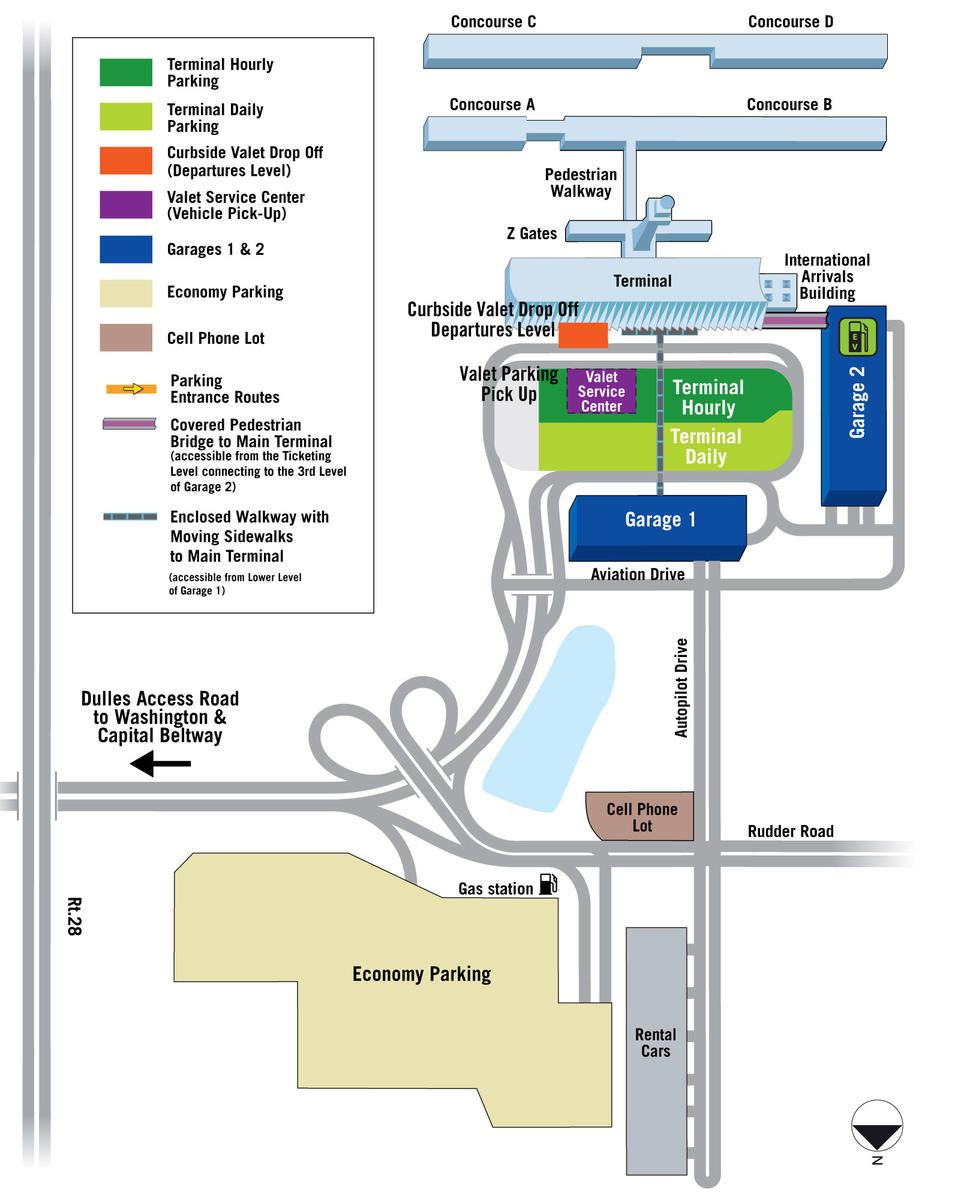 Concourse C
Concourse D
Concourse A
Concourse B
Pedestrian
Walkway
Z Gates
Terminal
International
Arrivals
Building
Curbside Valet Drop Off
Departures Level
Valet Parking
Pick Up
Valet
Service
Center
Terminal
Hourly
Terminal
Daily
EV
Garage 2
Garage 1
Aviation Drive
Autopilot Drive
Terminal Hourly
Parking
Terminal Daily
Parking
Curbside Valet Drop Off
(Departures Level)
Valet Service Center
(Vehicle Pick-Up)
Garages 1 & 2
Economy Parking
Cell Phone Lot
Parking
Entrance Routes
Covered Pedestrian
Bridge to Main Terminal
(accessible from the Ticketing
Level connecting to the 3rd Level
of Garage 2)
Enclosed Walkway with
Moving Sidewalks
to Main Terminal
(accessible from Lower Level
of Garage 1)
Dulles Access Road
to Washington &
Capital Beltway
Cell Phone
Lot
Rudder Road
Gas station
Rt.28
Economy Parking
Rental
Cars
N